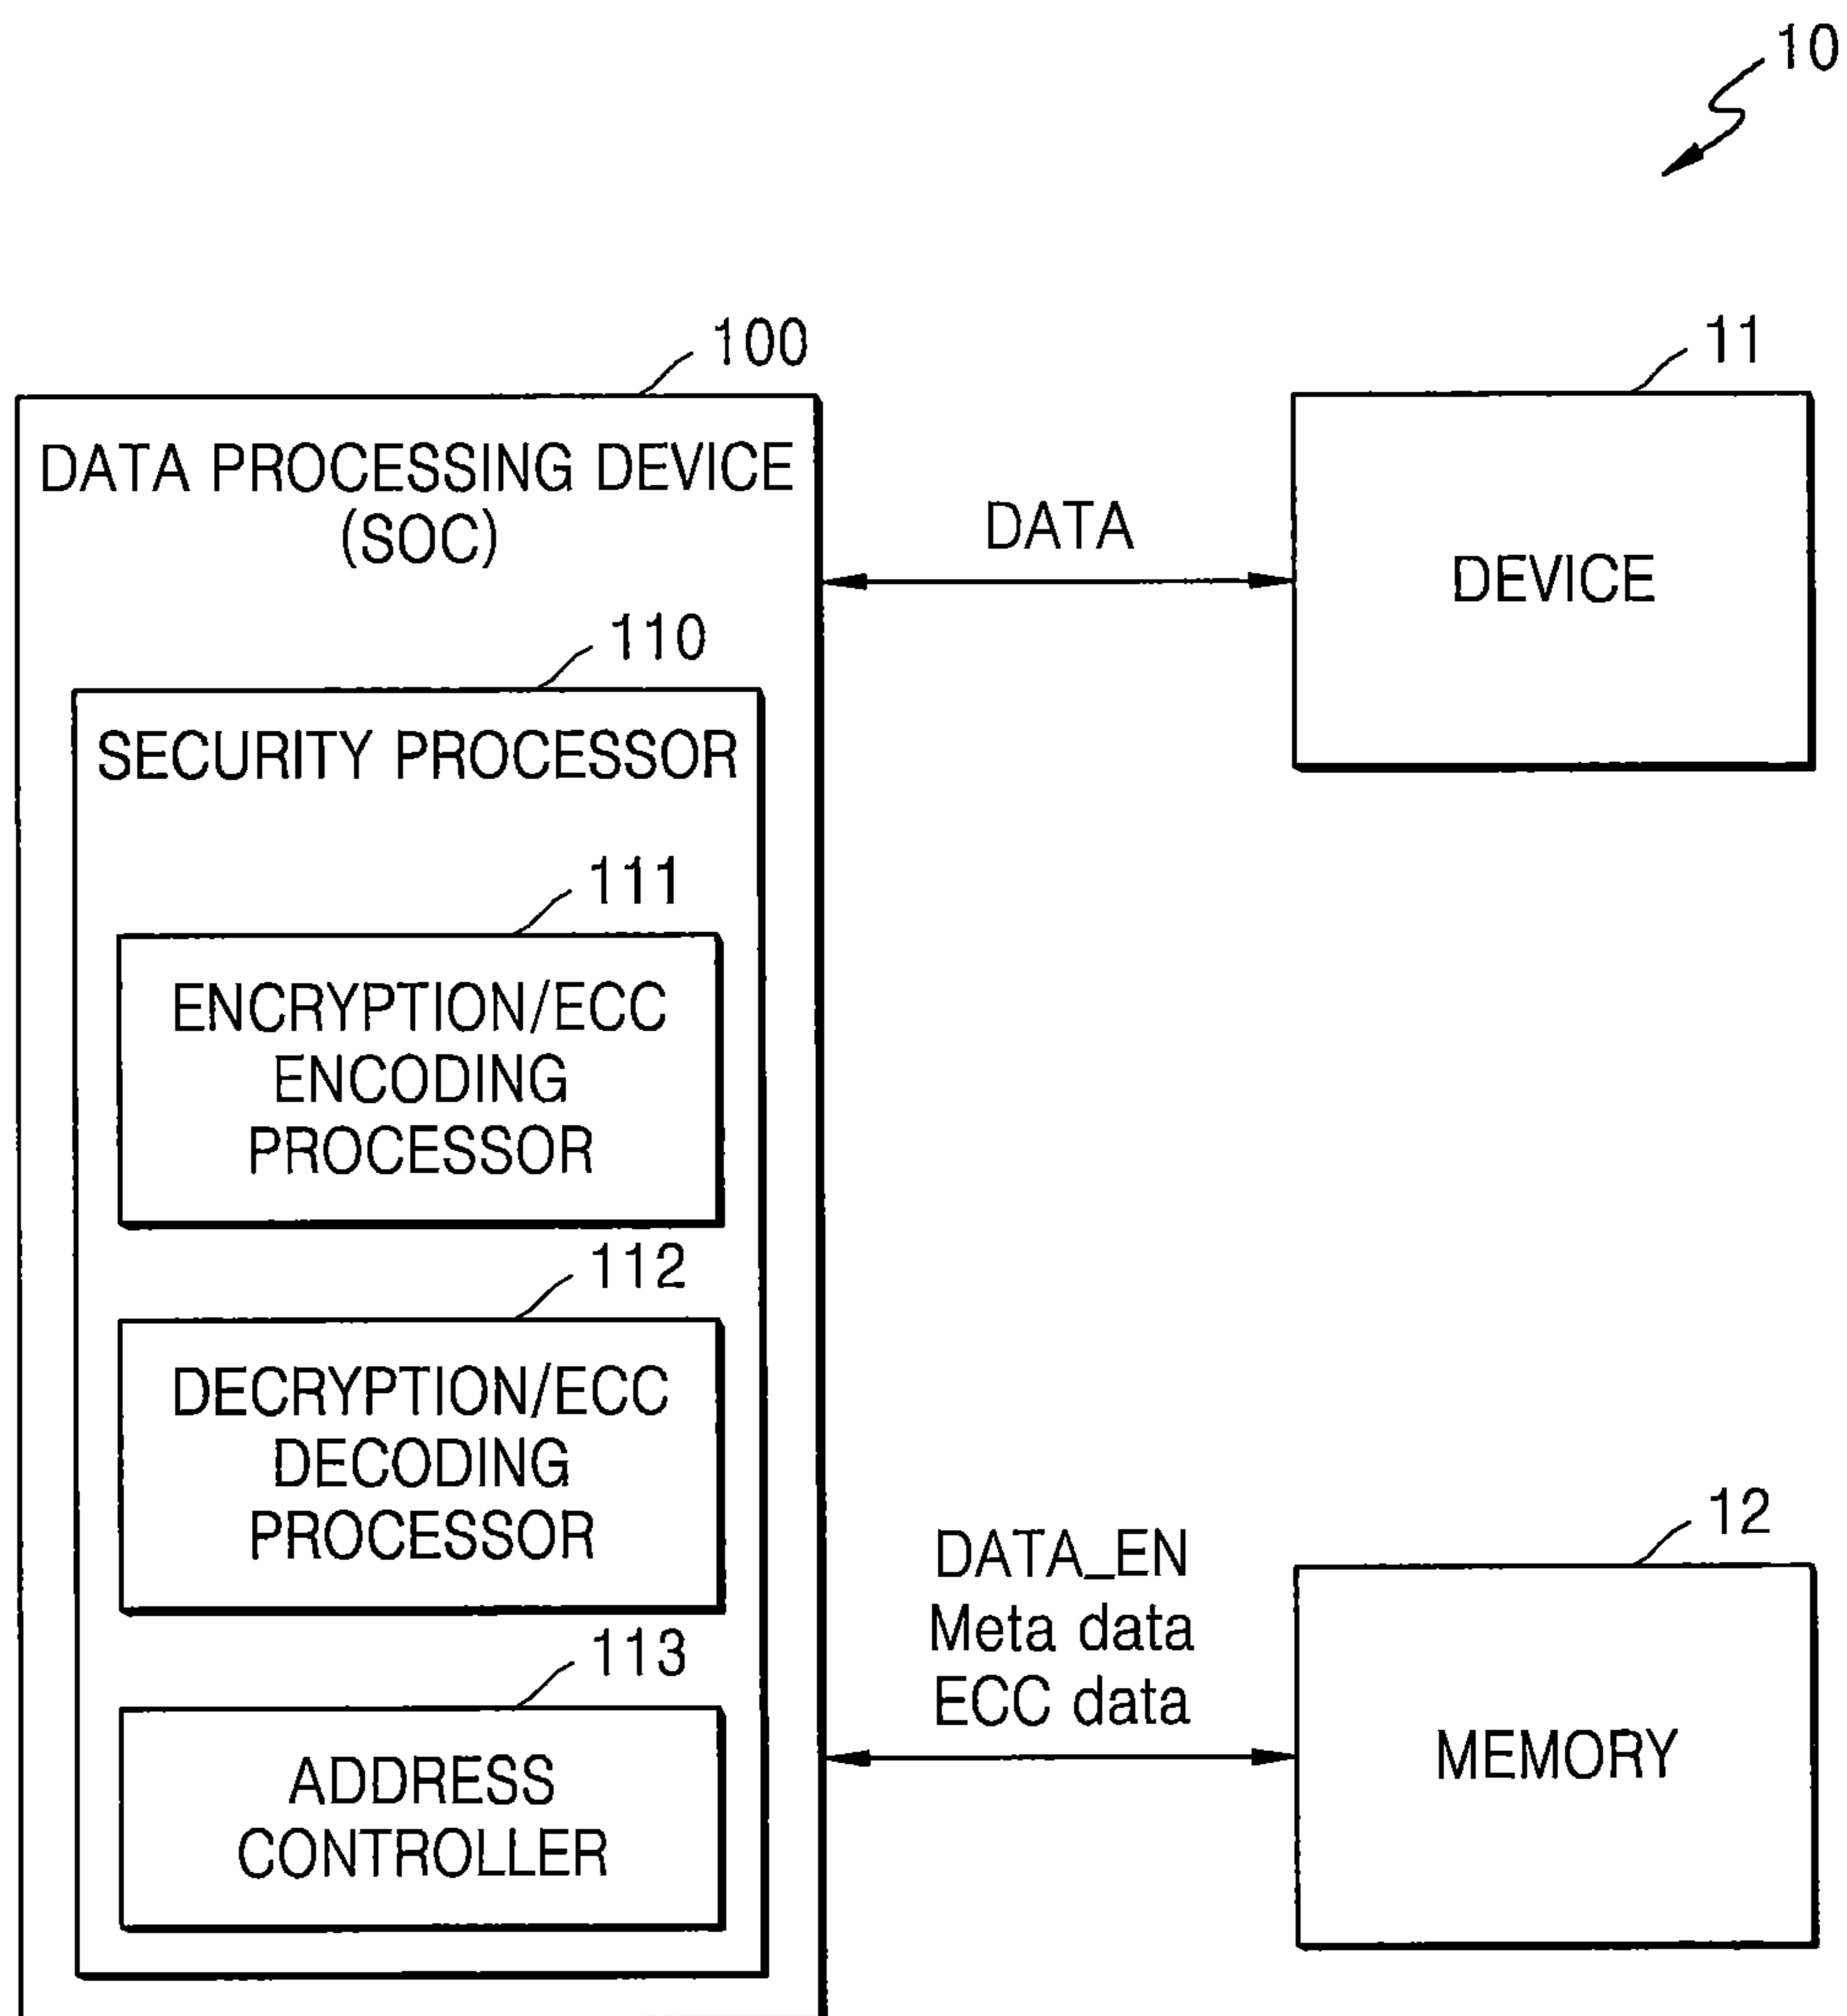 10
100
DATA PROCESSING DEVICE
(SOC)
110
SECURITY PROCESSOR
111
ENCRYPTION/ECC
ENCODING
PROCESSOR
112
DECRYPTION/ECC
DECODING
PROCESSOR
113
ADDRESS
CONTROLLER
DATA
11
DEVICE
DATA_EN
Meta data
ECC data
12
MEMORY